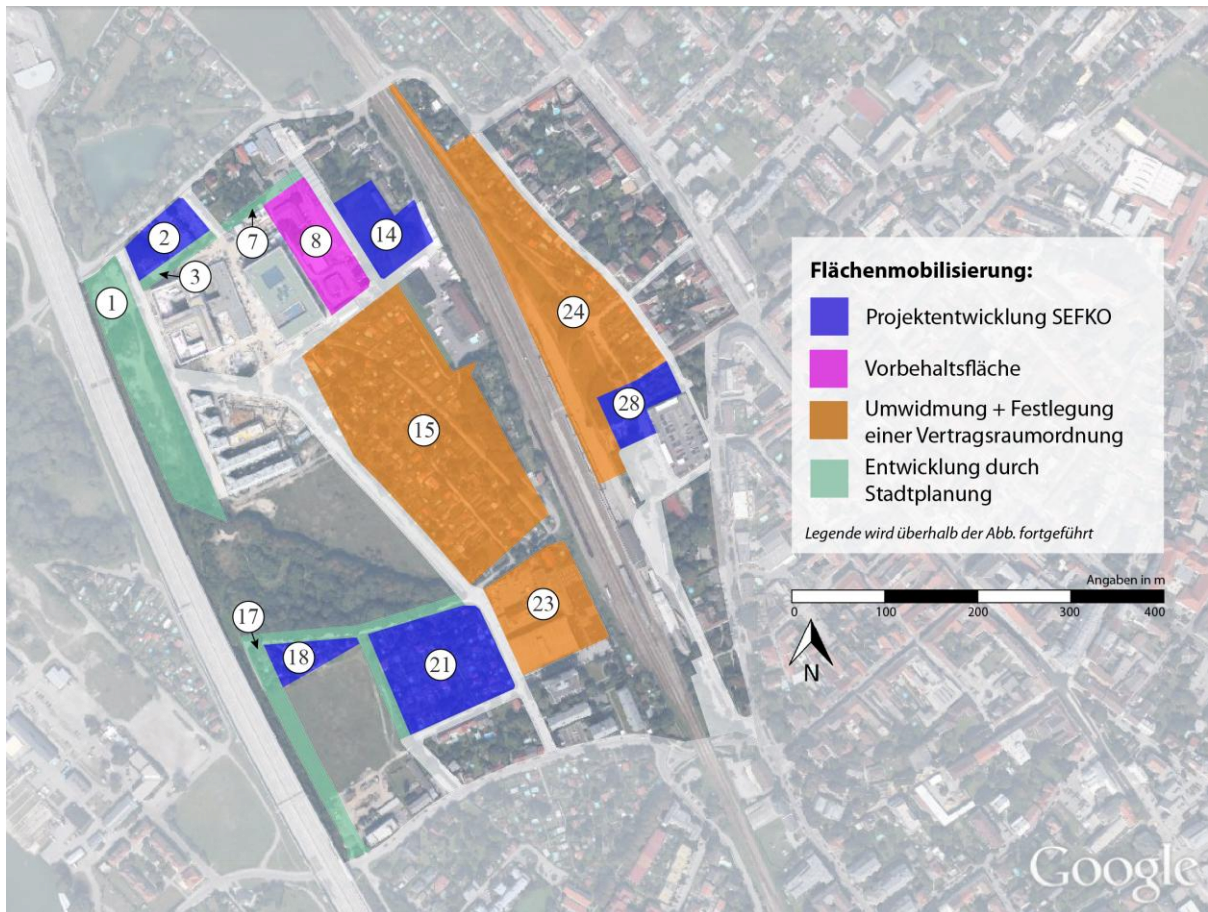 2
3
1
7
8
14
24
28
15
23
17
18
21
Flächenmobilisierung:
Projektentwicklung SEFKO
Vorbehaltsfläche
Umwidmung + Festlegung
einer Vertragsraumordnung
Entwicklung durch
Stadtplanung
Legende wird überhalb der Abb. fortgeführt
Angaben in m
0 100 200 300 400
N
Google